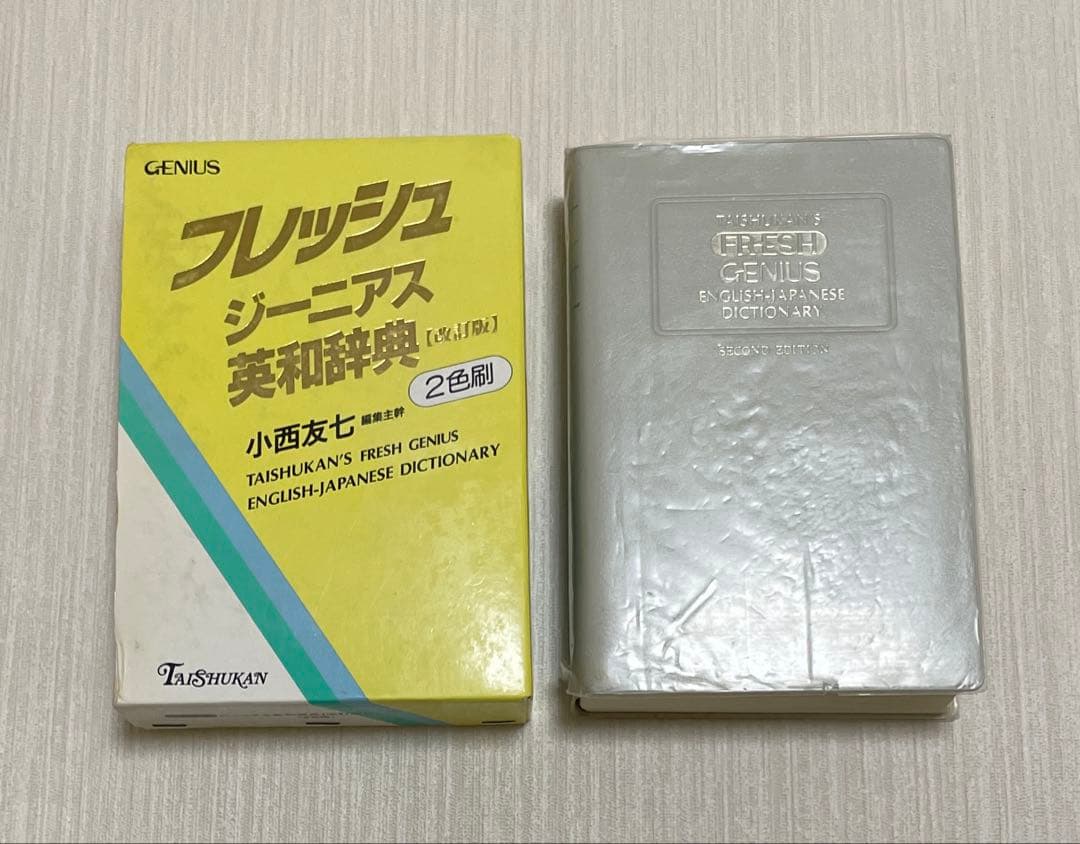 GENIUS
フレッシュ
ジーニアス
英和辞典【改訂版】
2色刷
小西友七 編集主幹
TAISHUKAN'S FRESH GENIUS
ENGLISH-JAPANESE DICTIONARY
TAISHUKAN
TAISHUKAN'S
FRESH
GENIUS
ENGLISH-JAPANESE
DICTIONARY
SECOND EDITION